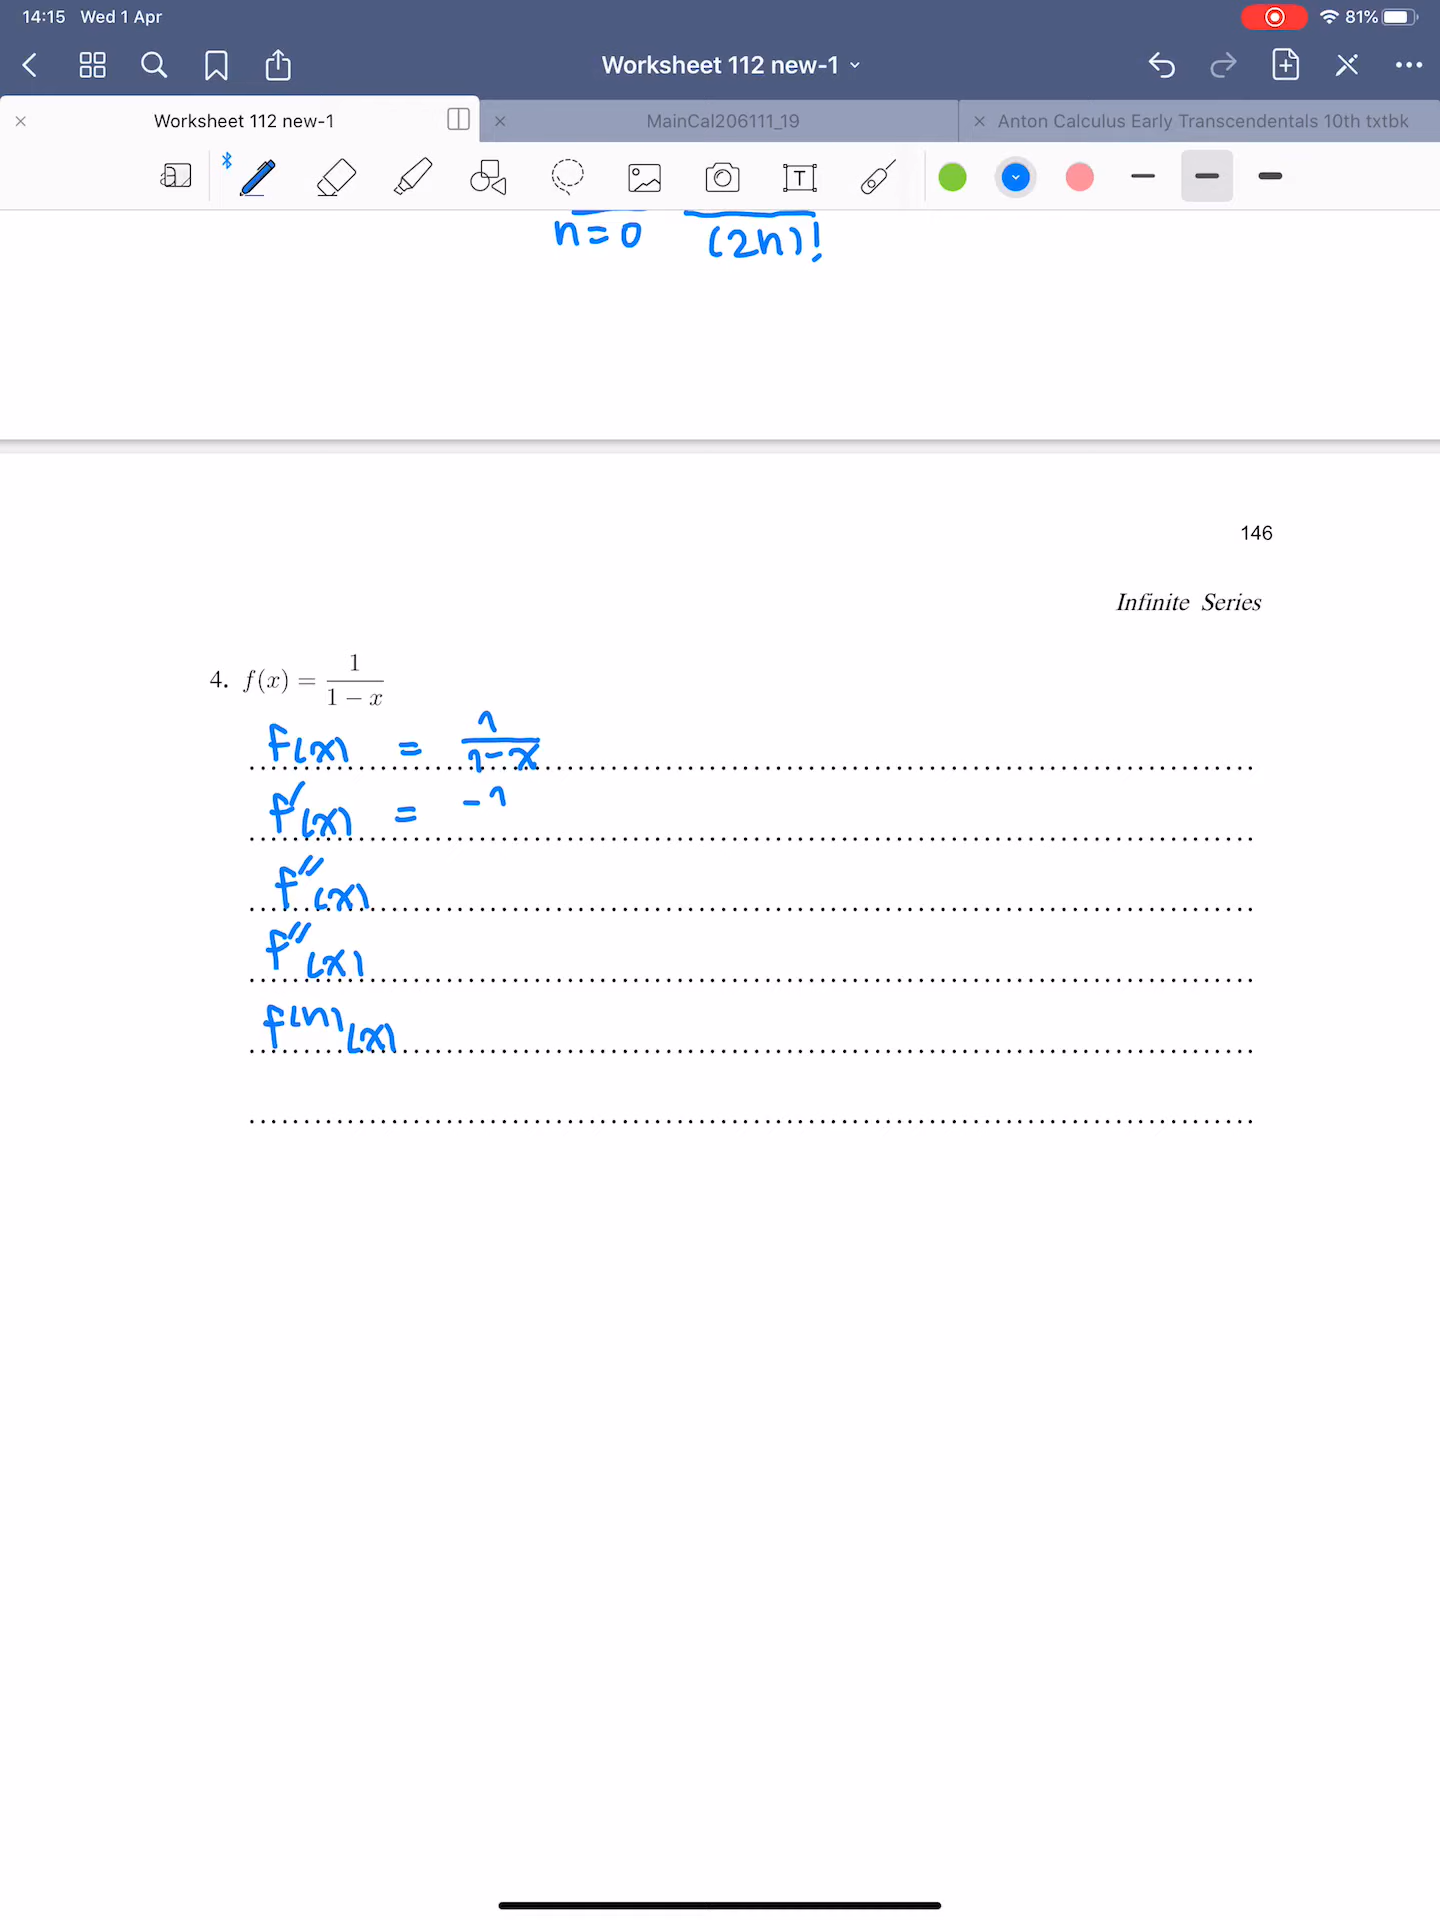 14:15 Wed 1 Apr 81%
Worksheet 112 new-1
Worksheet 112 new-1 MainCal206111_19 Anton Calculus Early Transcendentals 10th txtbk
n=0 (2n)!
146
Infinite Series
4. f(x) = 1/(1 − x)
f(x) = 1/(1-x)
f'(x) = -1
f''(x)
f''(x)
f(n)(x)